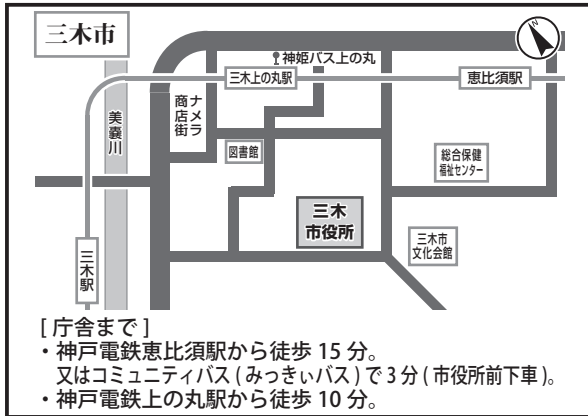 三木市
N
神姫バス上の丸
三木上の丸駅
恵比須駅
ナメラ
商店街
美嚢川
図書館
総合保健
福祉センター
三木
市役所
三木市
文化会館
三木駅
[ 庁舎まで ]
・神戸電鉄恵比須駅から徒歩 15 分。
又はコミュニティバス ( みっきぃバス ) で 3 分 ( 市役所前下車 )。
・神戸電鉄上の丸駅から徒歩 10 分。